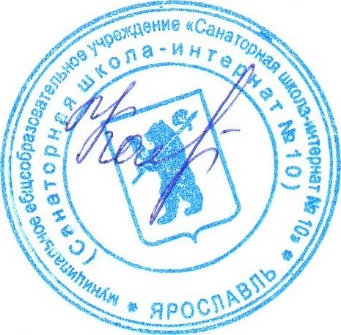 муниципальное общеобразовательное учреждение «Санаторная школа-интернат № 10»
(Санаторная школа-интернат № 10)
* ЯРОСЛАВЛЬ *